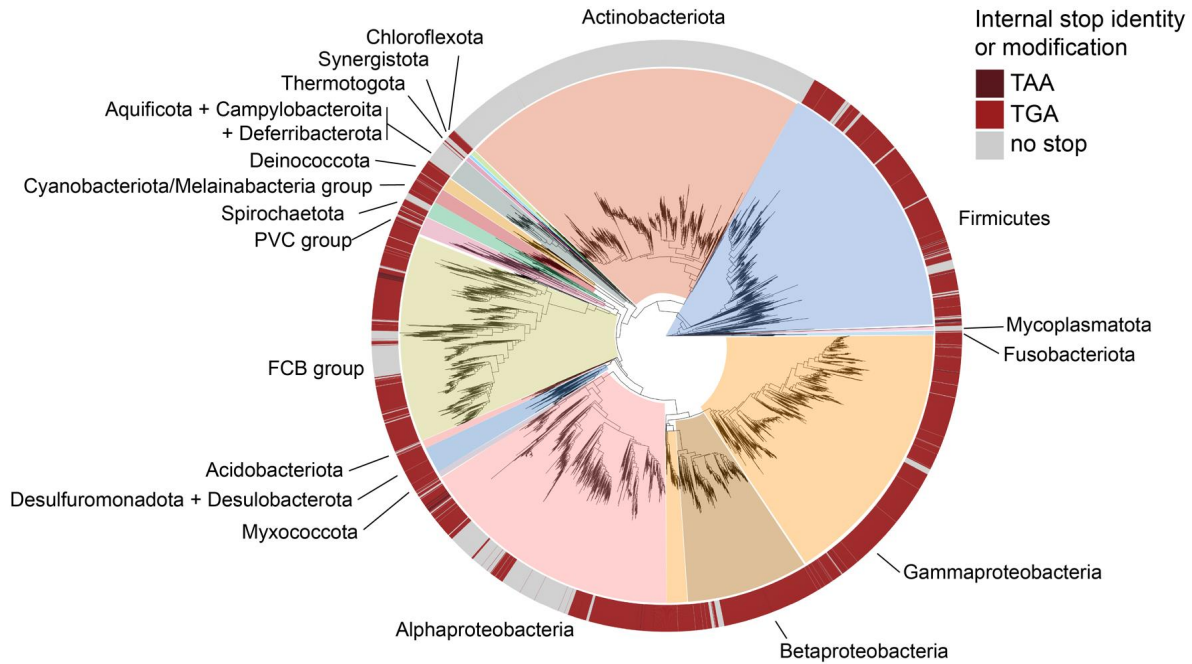 Actinobacteriota
Internal stop identity
or modification
TAA
TGA
no stop
Chloroflexota
Synergistota
Thermotogota
Aquificota + Campylobacteroita
+ Deferribacterota
Deinococcota
Cyanobacteriota/Melainabacteria group
Spirochaetota
PVC group
Firmicutes
Mycoplasmatota
Fusobacteriota
FCB group
Acidobacteriota
Desulfuromonadota + Desulobacterota
Myxococcota
Gammaproteobacteria
Alphaproteobacteria
Betaproteobacteria